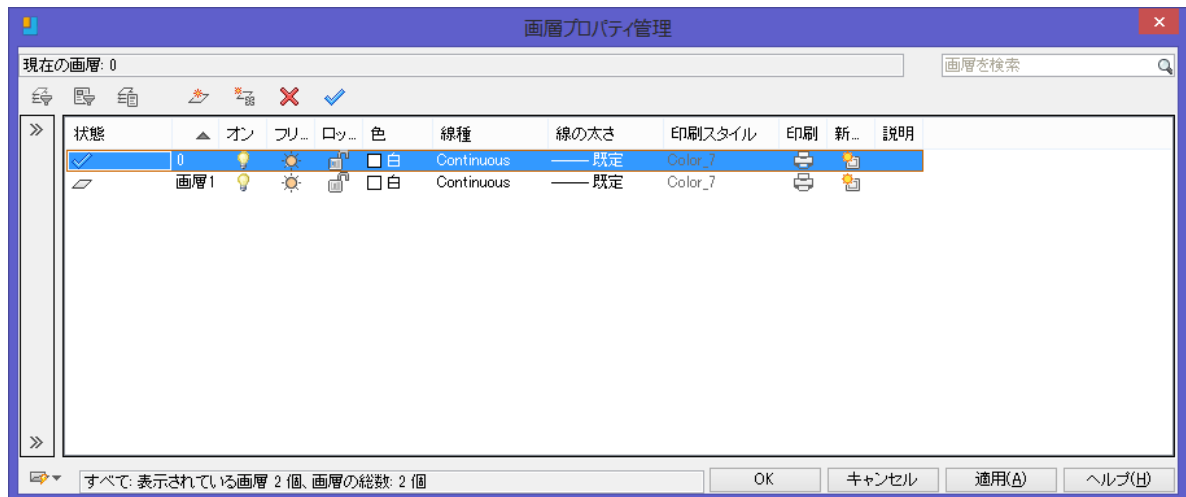 画層プロパティ管理
現在の画層: 0
画層を検索
状態 オン フリ... ロッ... 色 線種 線の太さ 印刷スタイル 印刷 新... 説明
0 白 Continuous 既定 Color_7
画層1 白 Continuous 既定 Color_7
すべて: 表示されている画層 2 個、画層の総数: 2 個 OK キャンセル 適用(A) ヘルプ(H)